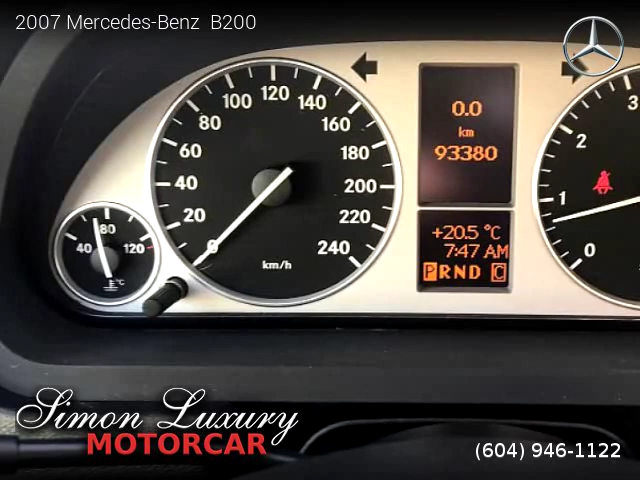 2007 Mercedes-Benz B200
0 20 40 60 80 100 120 140 160 180 200 220 240
km/h
40 80 120
°C
0.0
km
93380
+20.5 °C
7:47 AM
PRND C
0 1 2 3
Simon Luxury
MOTORCAR
(604) 946-1122